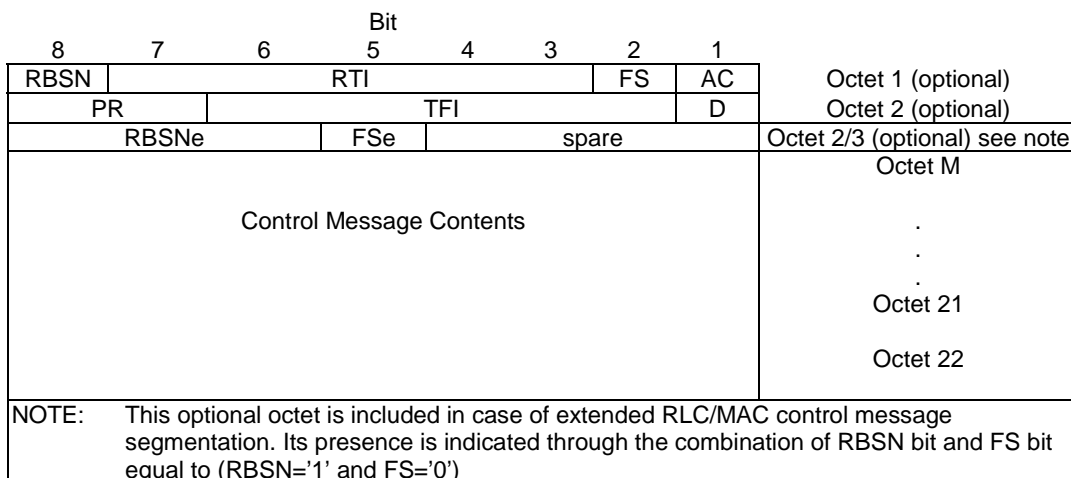 Bit
8 7 6 5 4 3 2 1
RBSN RTI FS AC Octet 1 (optional)
PR TFI D Octet 2 (optional)
RBSNe FSe spare Octet 2/3 (optional) see note
Octet M
Control Message Contents .
.
.
Octet 21
Octet 22
NOTE: This optional octet is included in case of extended RLC/MAC control message
segmentation. Its presence is indicated through the combination of RBSN bit and FS bit
equal to (RBSN='1' and FS='0')